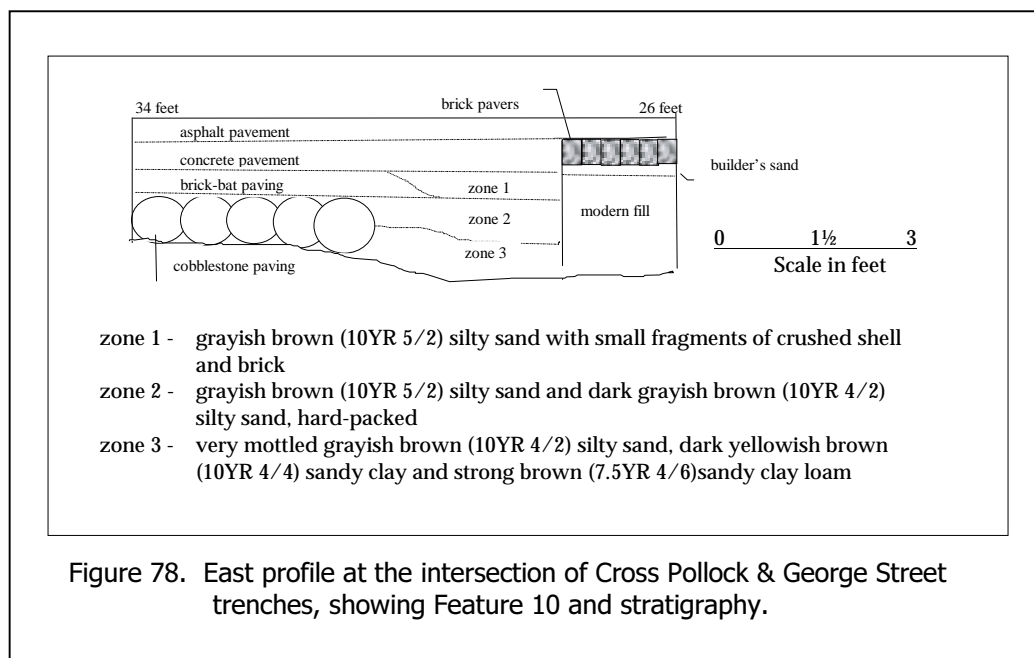 34 feet
brick pavers
26 feet
asphalt pavement
concrete pavement
builder's sand
brick-bat paving
zone 1
modern fill
zone 2
0 1½ 3
zone 3
Scale in feet
cobblestone paving
zone 1 - grayish brown (10YR 5/2) silty sand with small fragments of crushed shell
and brick
zone 2 - grayish brown (10YR 5/2) silty sand and dark grayish brown (10YR 4/2)
silty sand, hard-packed
zone 3 - very mottled grayish brown (10YR 4/2) silty sand, dark yellowish brown
(10YR 4/4) sandy clay and strong brown (7.5YR 4/6)sandy clay loam
Figure 78. East profile at the intersection of Cross Pollock & George Street
trenches, showing Feature 10 and stratigraphy.